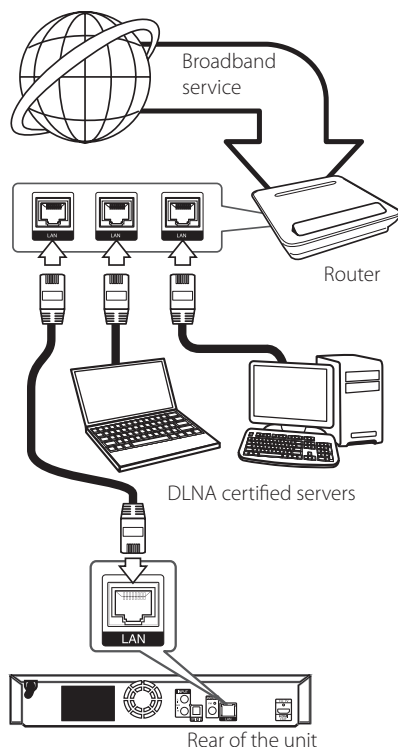 Broadband
service
LAN
LAN
LAN
Router
DLNA certified servers
LAN
Rear of the unit